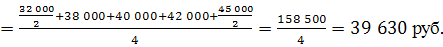 = (32 000/2 + 38 000 + 40 000 + 42 000 + 45 000/2)/4 = 158 500/4 = 39 630 руб.